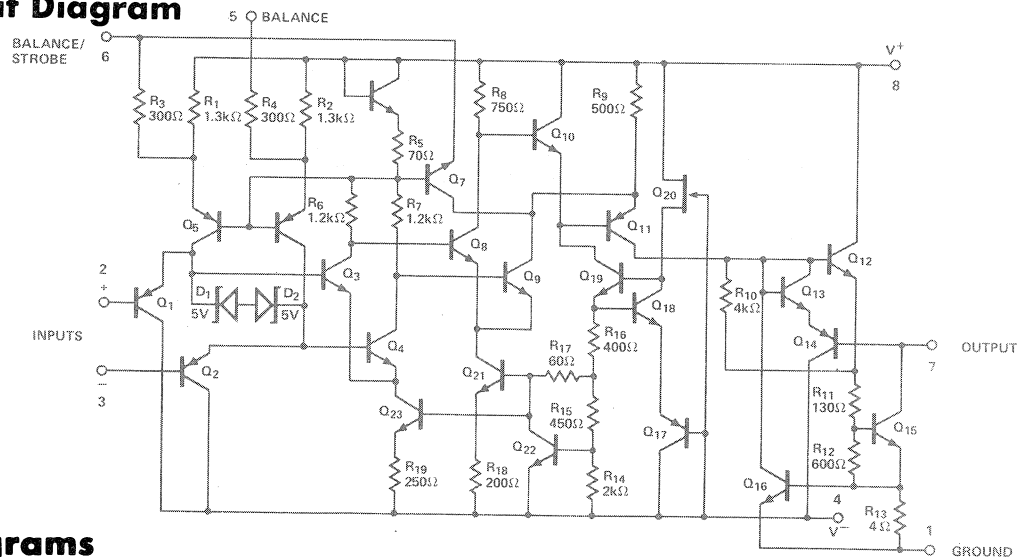 it Diagram
5 BALANCE
BALANCE/
STROBE
6
V+
8
R3
300Ω
R1
1.3kΩ
R4
300Ω
R2
1.3kΩ
R5
70Ω
R8
750Ω
R9
500Ω
Q10
Q7
Q20
R6
1.2kΩ
R7
1.2kΩ
Q5
Q8
Q11
Q12
2
+
Q1
D1
5V
D2
5V
Q3
Q9
Q19
Q18
R10
4kΩ
Q13
INPUTS
Q14
OUTPUT
7
R16
400Ω
−
3
Q2
Q4
R17
60Ω
Q21
R15
450Ω
R11
130Ω
Q23
Q22
Q17
Q15
R12
600Ω
R19
250Ω
R18
200Ω
R14
2kΩ
Q16
4
V−
R13
4Ω
1
GROUND
grams